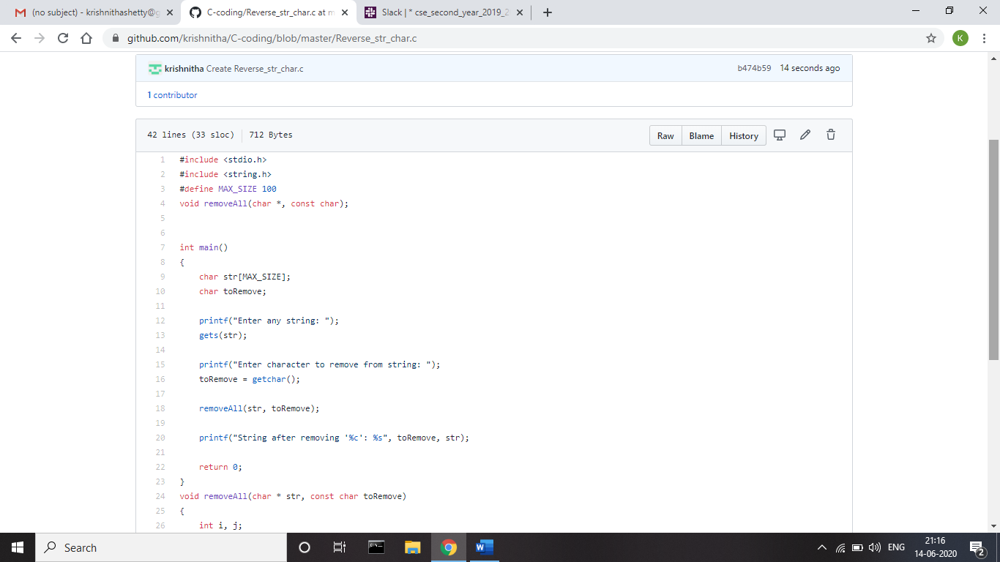 (no subject) - krishnithashetty@g
C-coding/Reverse_str_char.c at m
Slack | * cse_second_year_2019_2
github.com/krishnitha/C-coding/blob/master/Reverse_str_char.c
K
krishnitha Create Reverse_str_char.c
b474b59 14 seconds ago
1 contributor
42 lines (33 sloc) 712 Bytes
Raw Blame History
1 #include <stdio.h>
2 #include <string.h>
3 #define MAX_SIZE 100
4 void removeAll(char *, const char);
5
6
7 int main()
8 {
9 char str[MAX_SIZE];
10 char toRemove;
11
12 printf("Enter any string: ");
13 gets(str);
14
15 printf("Enter character to remove from string: ");
16 toRemove = getchar();
17
18 removeAll(str, toRemove);
19
20 printf("String after removing '%c': %s", toRemove, str);
21
22 return 0;
23 }
24 void removeAll(char * str, const char toRemove)
25 {
26 int i, j;
Search
ENG
21:16
14-06-2020
2